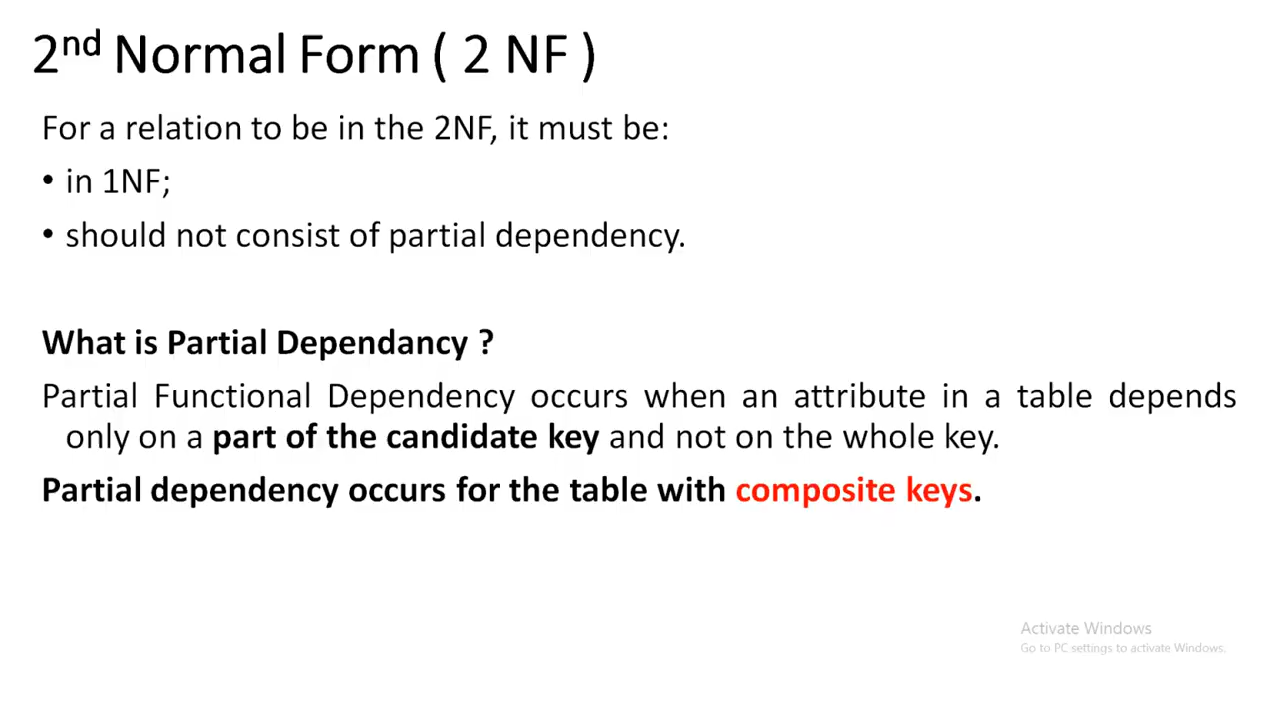 2nd Normal Form ( 2 NF )
For a relation to be in the 2NF, it must be:
• in 1NF;
• should not consist of partial dependency.
What is Partial Dependancy ?
Partial Functional Dependency occurs when an attribute in a table depends
only on a part of the candidate key and not on the whole key.
Partial dependency occurs for the table with composite keys.
Activate Windows
Go to PC settings to activate Windows.